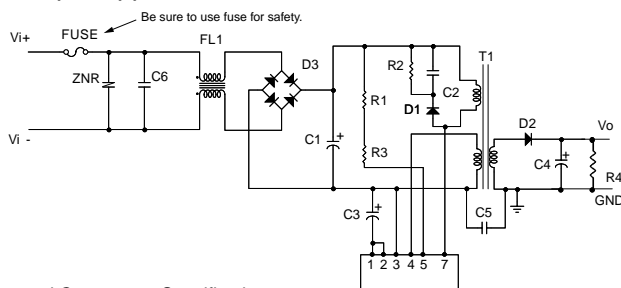 Be sure to use fuse for safety.
Vi+
FUSE
FL1
T1
D3
ZNR
C6
R2
C2
R1
D1
D2
Vo
Vi -
C1
+
R3
C4
+
R4
GND
C3
+
C5
1 2 3 4 5 7